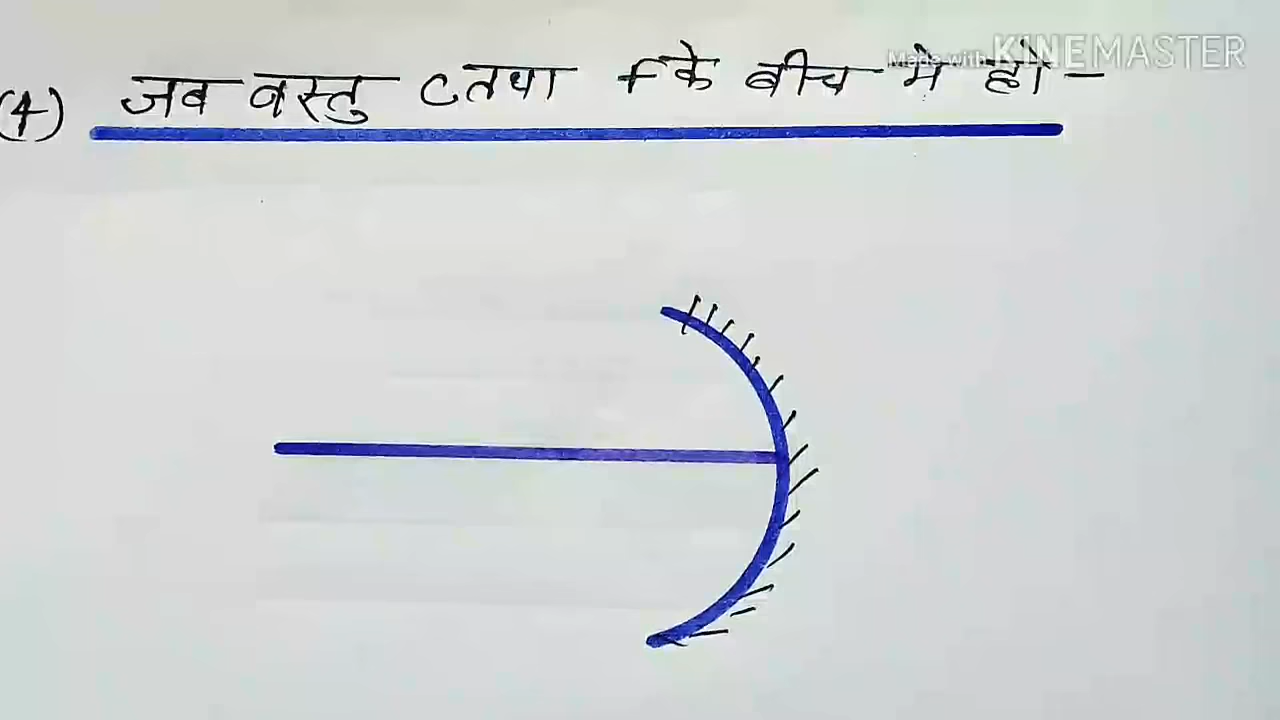 Made with KINEMASTER
(4) जब वस्तु C तथा F के बीच मे हो -